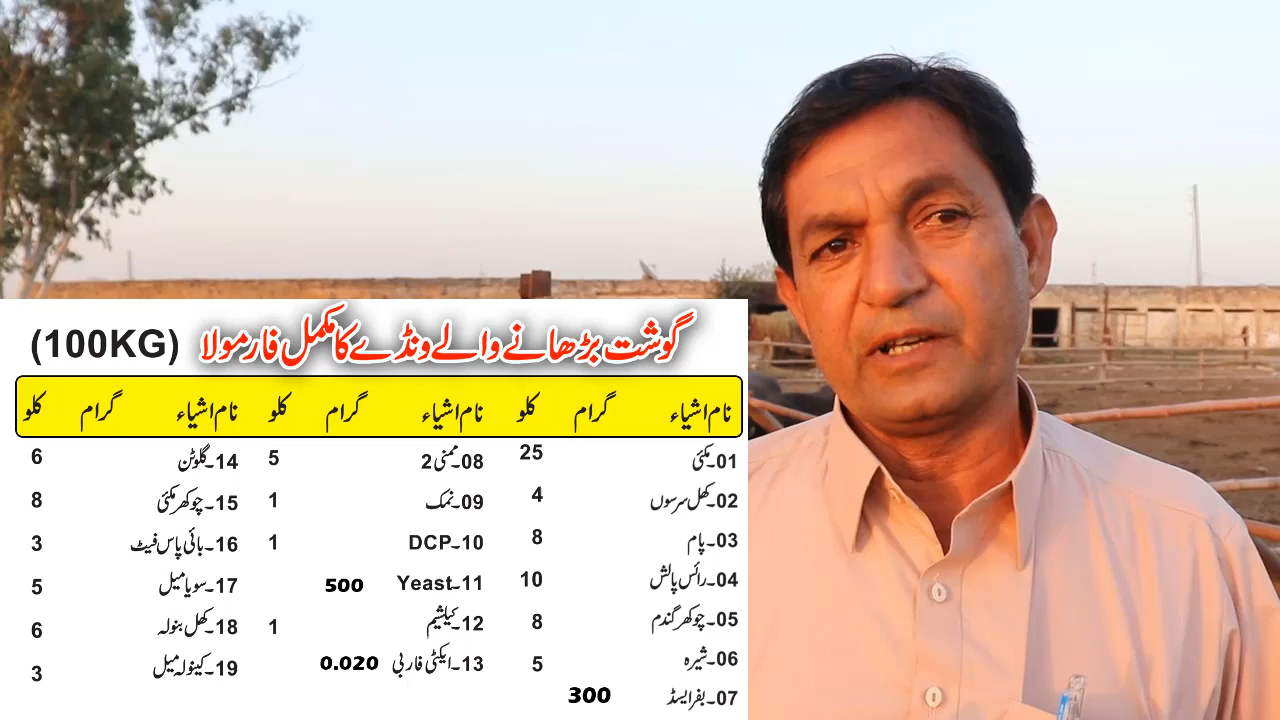 گوشت بڑھانے والے ونڈے کا مکمل فارمولا (100KG)
نام اشیاء گرام کلو نام اشیاء گرام کلو نام اشیاء گرام کلو
01۔مکئی 25 08۔ممنی 2 5 14۔گلوٹن 6
02۔کھل سرسوں 4 09۔نمک 1 15۔چوکھر مکئی 8
03۔پام 8 10۔DCP 1 16۔بائی پاس فیٹ 3
04۔رائس پالش 10 11۔Yeast 500 17۔سویا میل 5
05۔چوکھر گندم 8 12۔کیلشیم 1 18۔کھل بنولہ 6
06۔شیرہ 5 13۔ایکٹی فاربی 0.020 19۔کینولہ میل 3
07۔بفرایسڈ 300